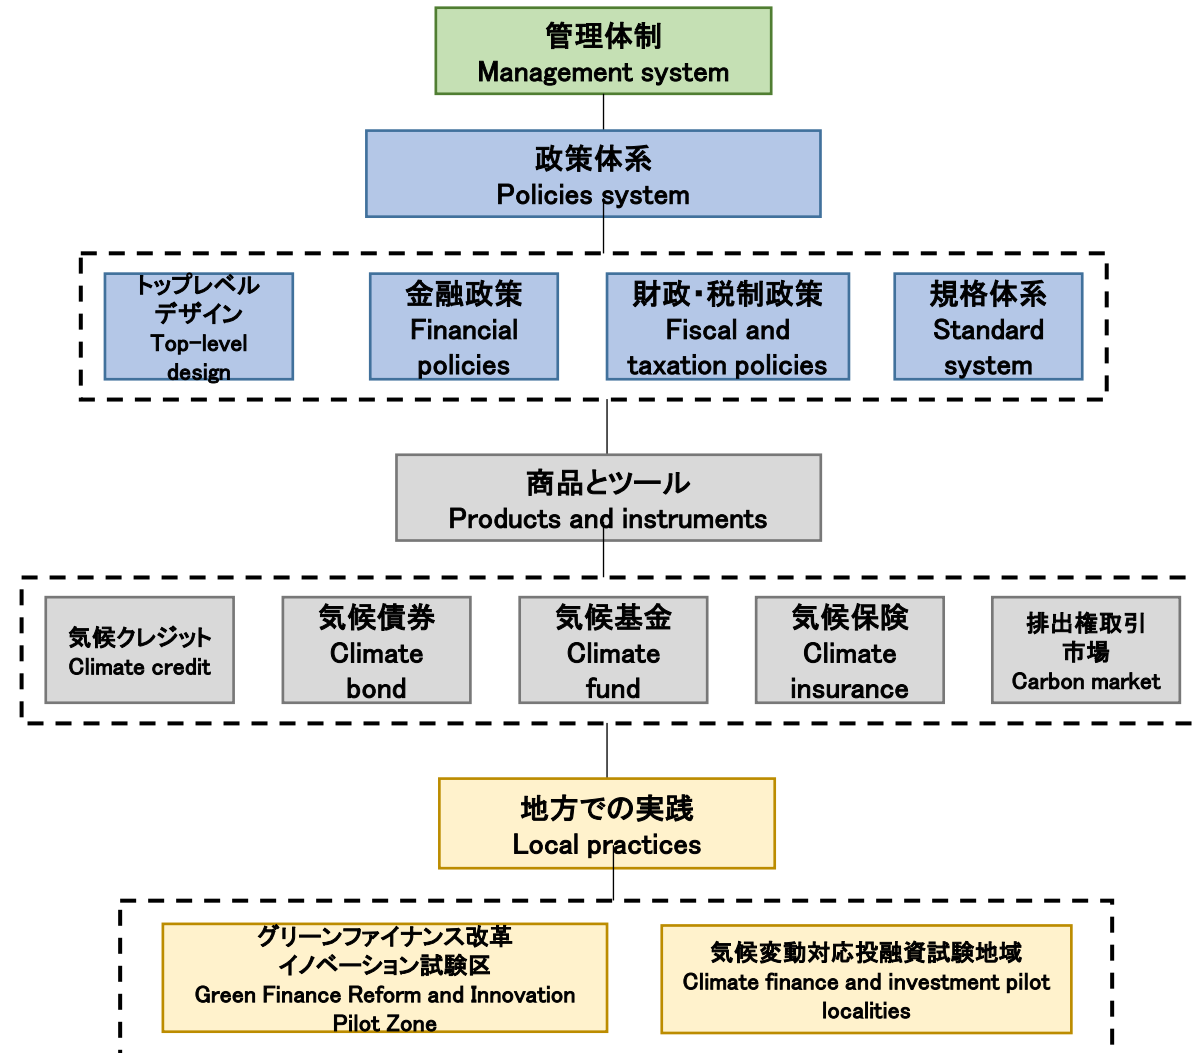 管理体制
Management system
政策体系
Policies system
トップレベル
デザイン
Top-level
design
金融政策
Financial
policies
財政・税制政策
Fiscal and
taxation policies
規格体系
Standard
system
商品とツール
Products and instruments
気候クレジット
Climate credit
気候債券
Climate
bond
気候基金
Climate
fund
気候保険
Climate
insurance
排出権取引
市場
Carbon market
地方での実践
Local practices
グリーンファイナンス改革
イノベーション試験区
Green Finance Reform and Innovation
Pilot Zone
気候変動対応投融資試験地域
Climate finance and investment pilot
localities